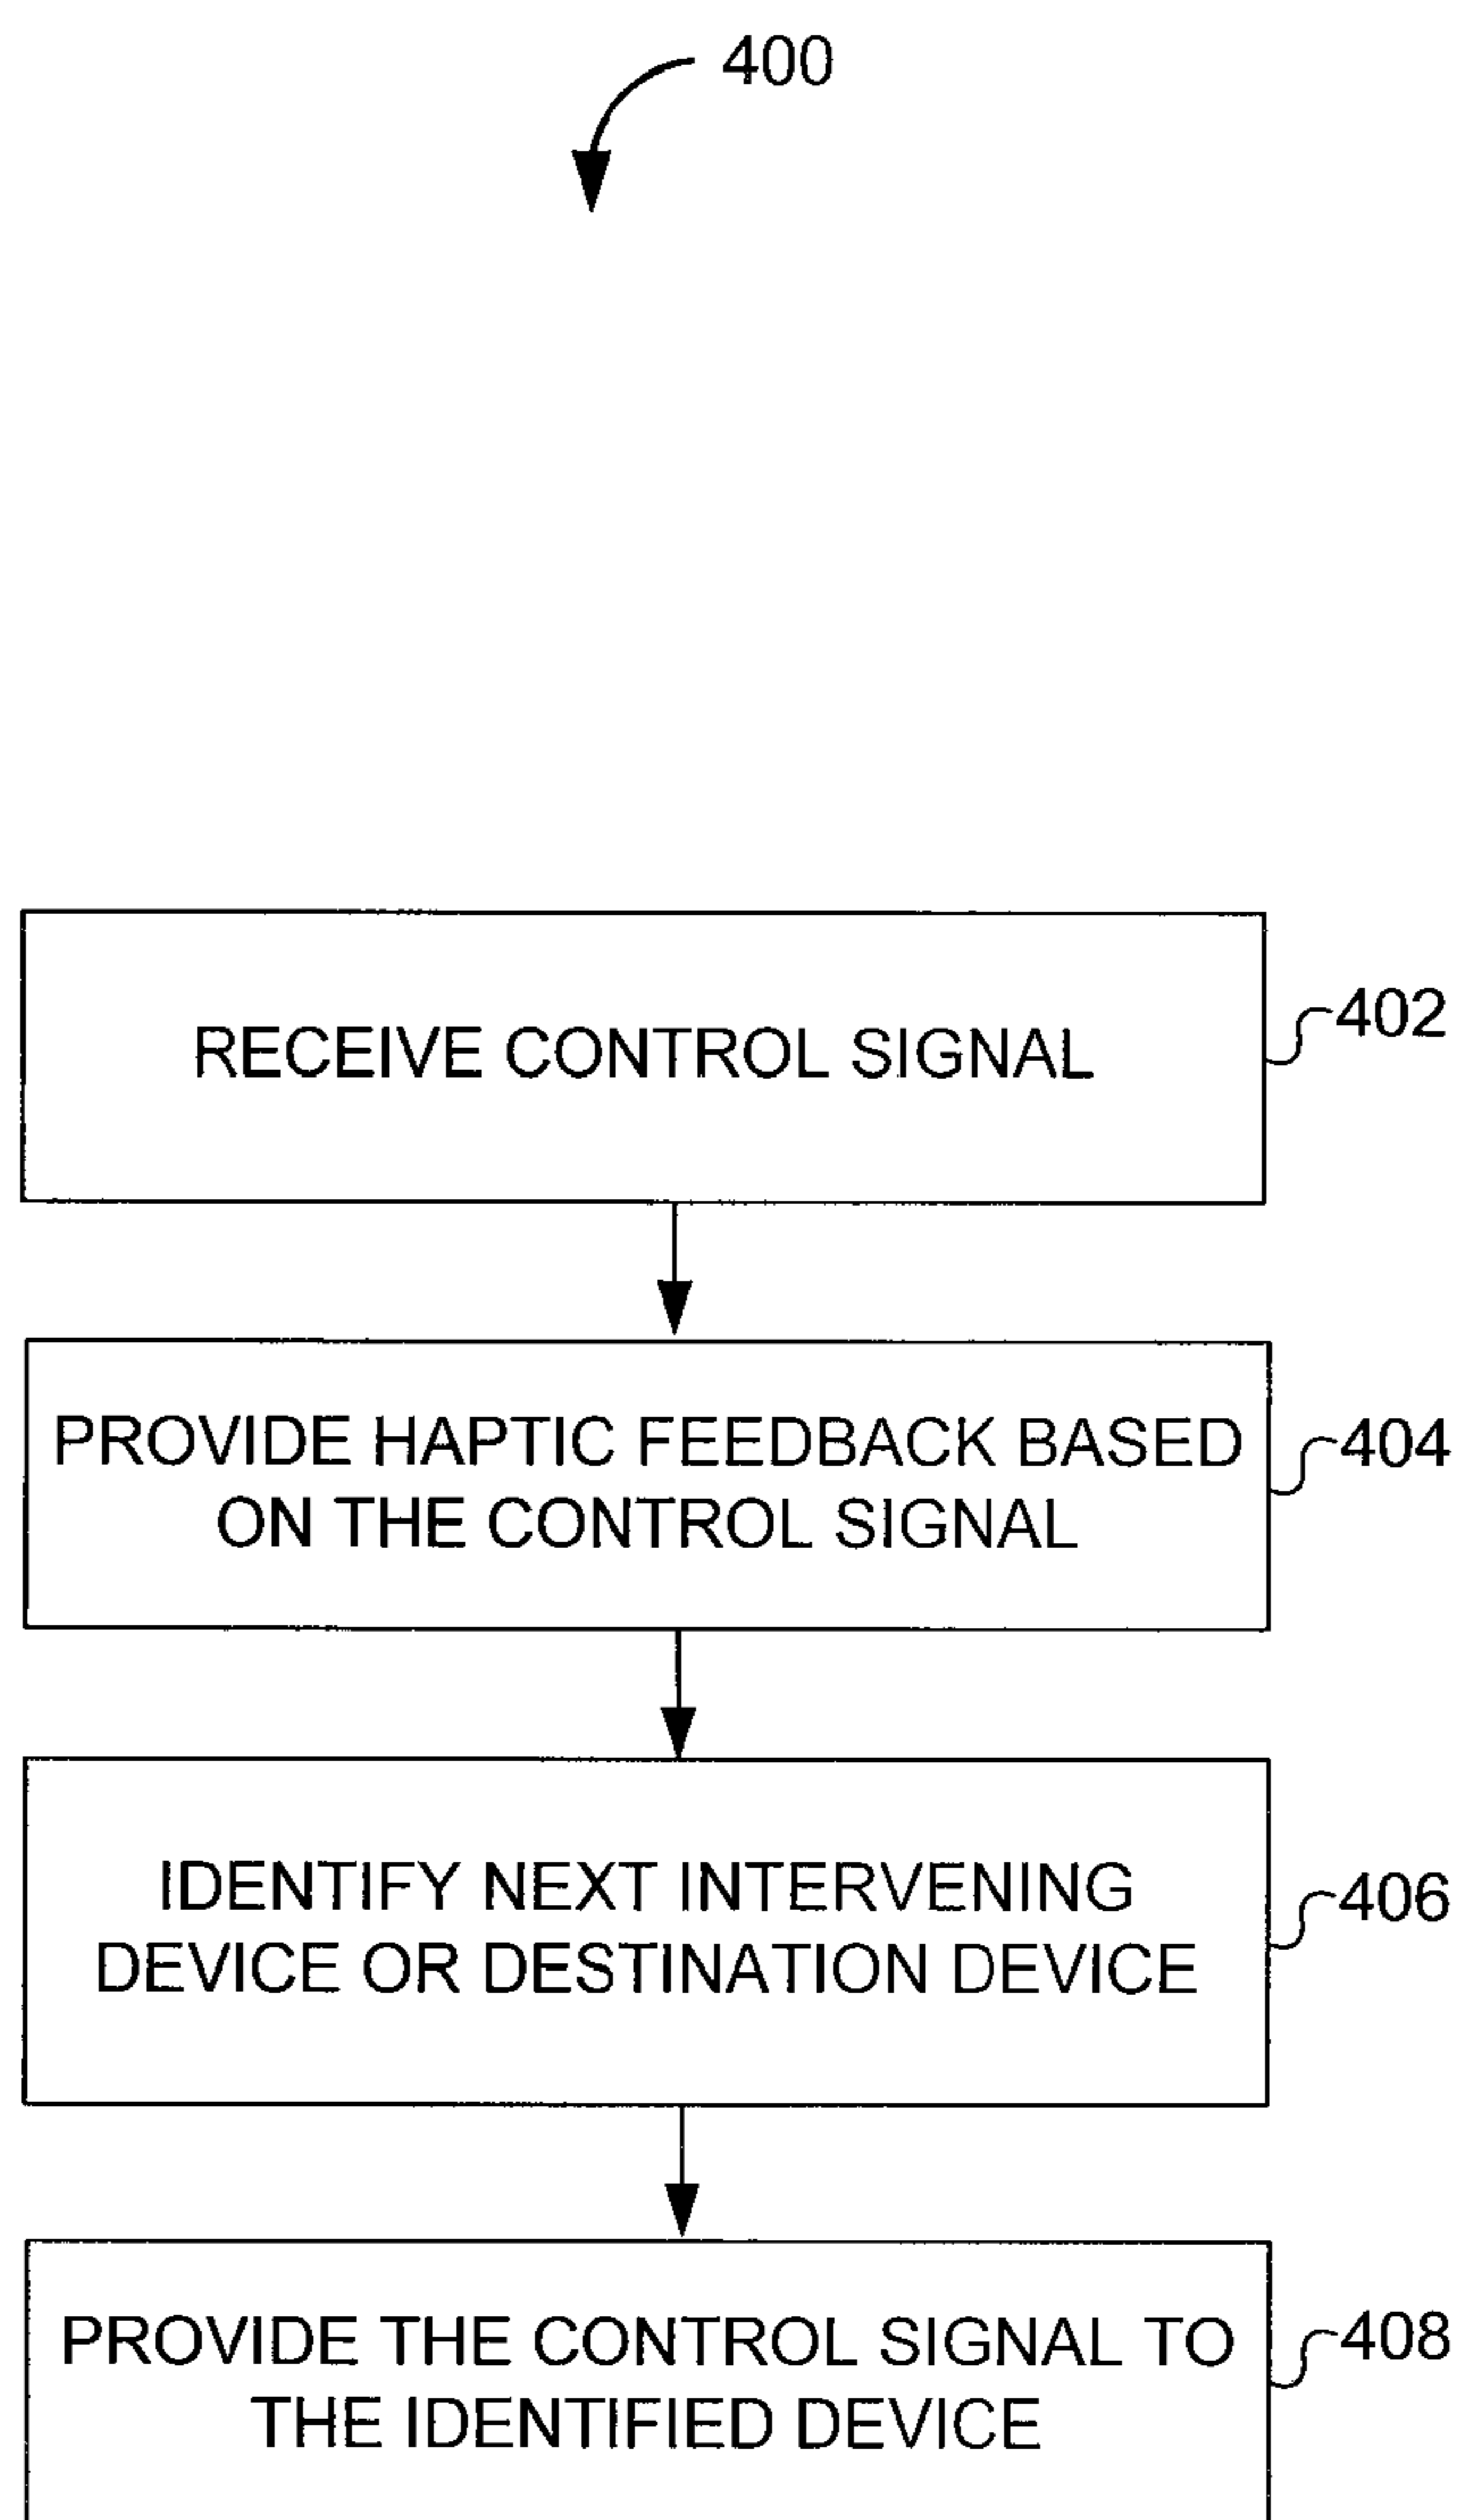 400
RECEIVE CONTROL SIGNAL
402
PROVIDE HAPTIC FEEDBACK BASED
ON THE CONTROL SIGNAL
404
IDENTIFY NEXT INTERVENING
DEVICE OR DESTINATION DEVICE
406
PROVIDE THE CONTROL SIGNAL TO
THE IDENTIFIED DEVICE
408